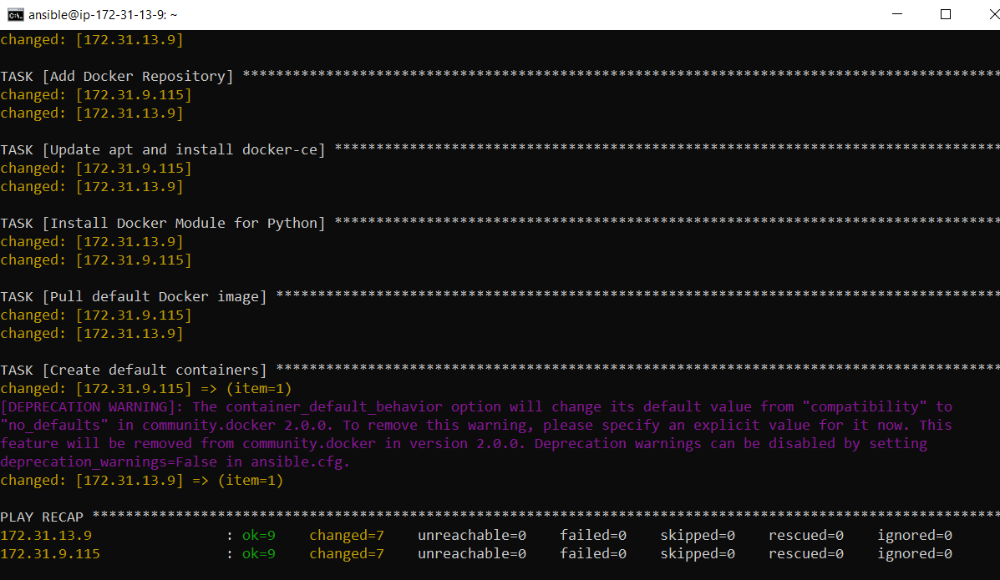 ansible@ip-172-31-13-9: ~
changed: [172.31.13.9]
TASK [Add Docker Repository] *******************************************************************************************
changed: [172.31.9.115]
changed: [172.31.13.9]
TASK [Update apt and install docker-ce] ********************************************************************************
changed: [172.31.9.115]
changed: [172.31.13.9]
TASK [Install Docker Module for Python] ********************************************************************************
changed: [172.31.13.9]
changed: [172.31.9.115]
TASK [Pull default Docker image] ***************************************************************************************
changed: [172.31.9.115]
changed: [172.31.13.9]
TASK [Create default containers] ***************************************************************************************
changed: [172.31.9.115] => (item=1)
[DEPRECATION WARNING]: The container_default_behavior option will change its default value from "compatibility" to
"no_defaults" in community.docker 2.0.0. To remove this warning, please specify an explicit value for it now. This
feature will be removed from community.docker in version 2.0.0. Deprecation warnings can be disabled by setting
deprecation_warnings=False in ansible.cfg.
changed: [172.31.13.9] => (item=1)
PLAY RECAP *************************************************************************************************************
172.31.13.9 : ok=9 changed=7 unreachable=0 failed=0 skipped=0 rescued=0 ignored=0
172.31.9.115 : ok=9 changed=7 unreachable=0 failed=0 skipped=0 rescued=0 ignored=0